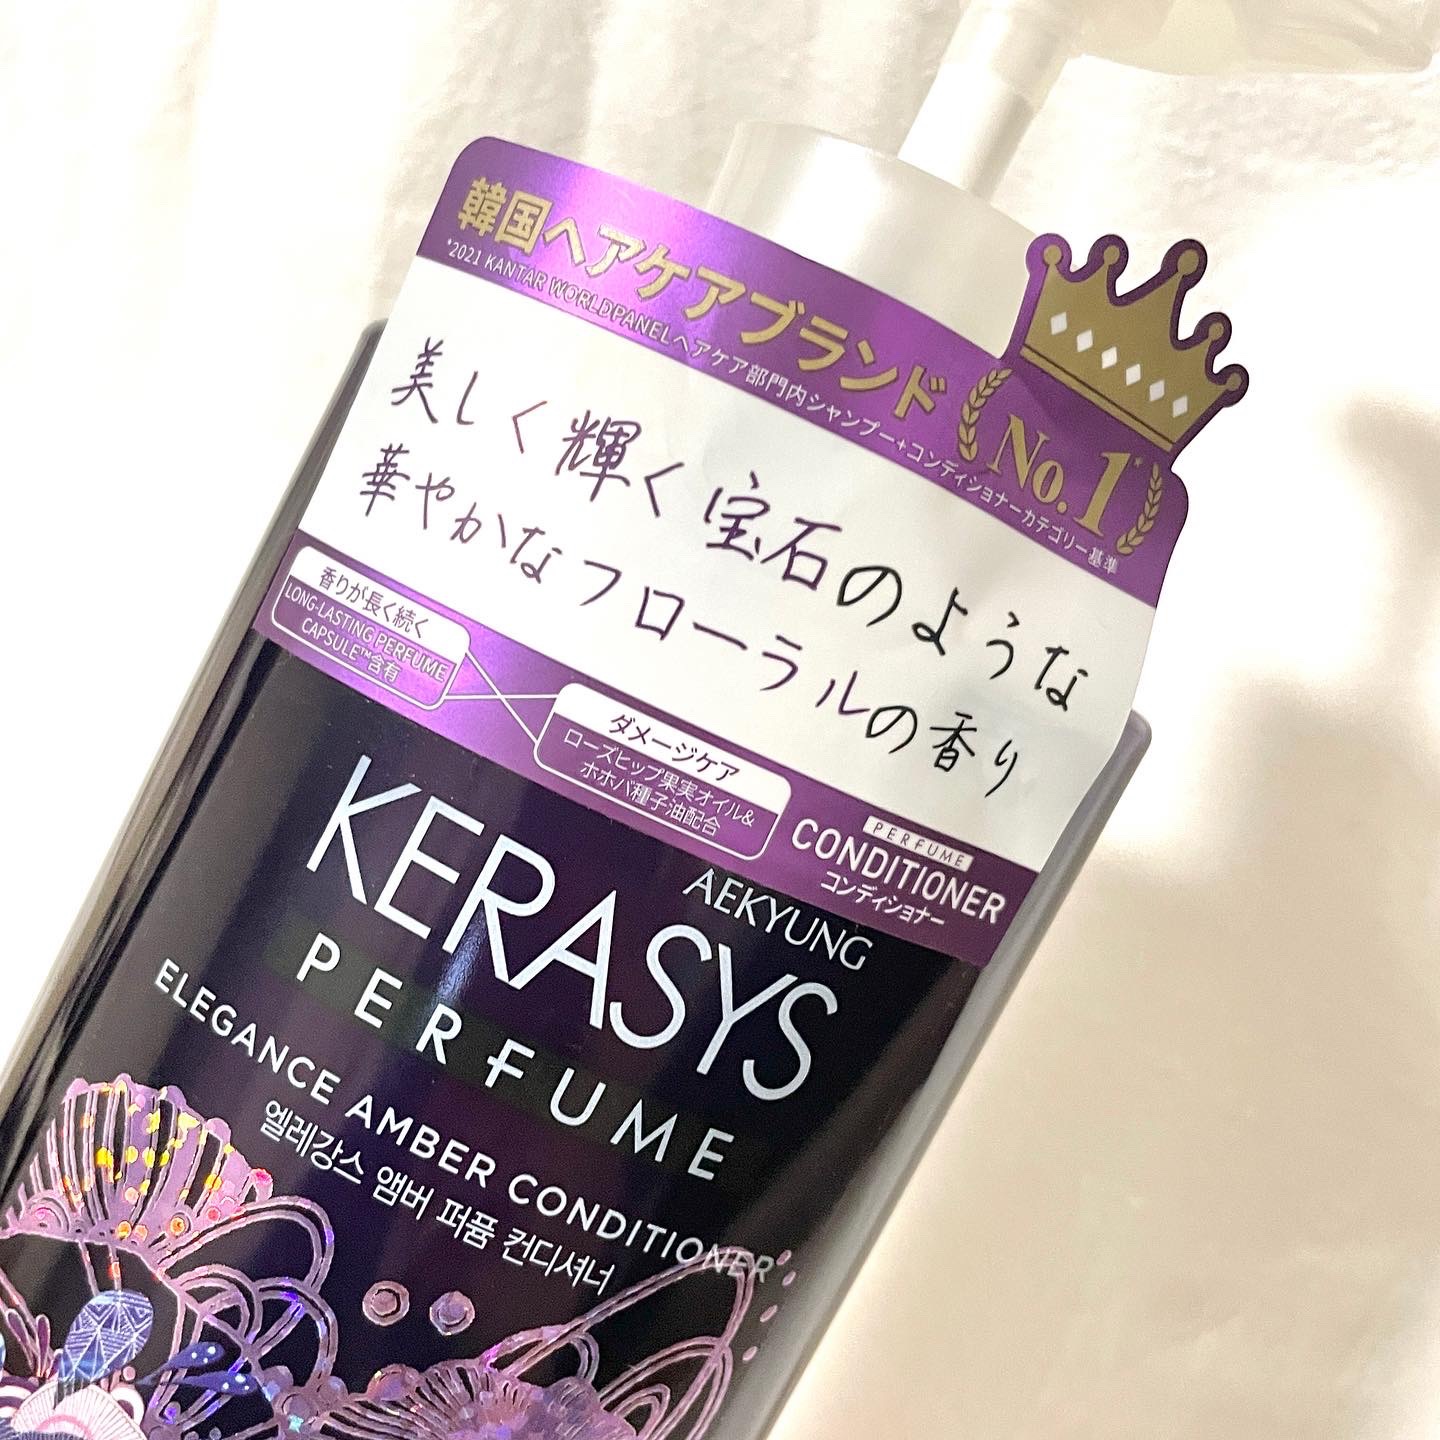 韓国ヘアケアブランド
No.1*
*2021 KANTAR WORLDPANELヘアケア部門内シャンプー+コンディショナーカテゴリー基準
美しく輝く宝石のような
華やかなフローラルの香り
香りが長く続く
LONG-LASTING PERFUME
CAPSULE™含有
ダメージケア
ローズヒップ果実オイル&
ホホバ種子油配合
PERFUME
CONDITIONER
コンディショナー
AEKYUNG
KERASYS
PERFUME
ELEGANCE AMBER CONDITIONER
엘레강스 앰버 퍼퓸 컨디셔너